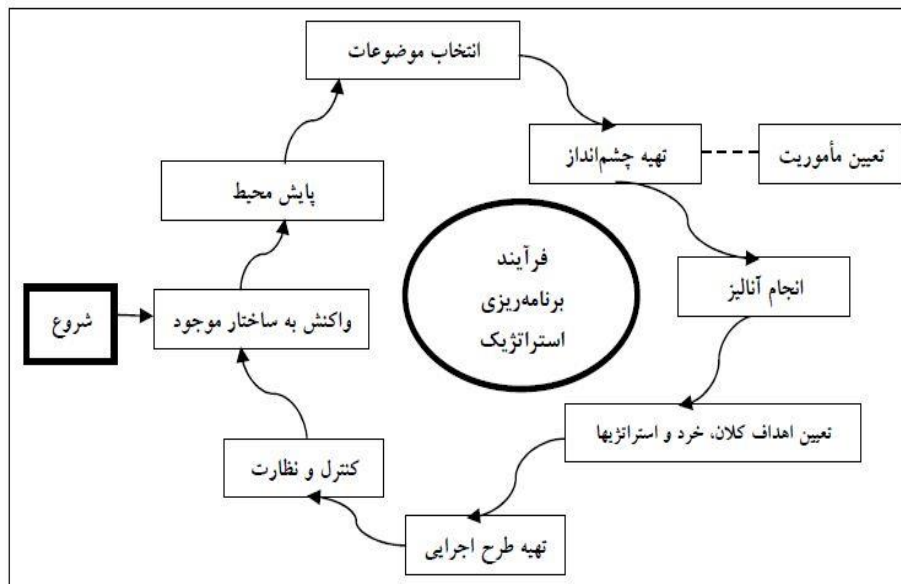 انتخاب موضوعات
تهیه چشم‌انداز
تعیین مأموریت
پایش محیط
فرآیند
برنامه‌ریزی
استراتژیک
انجام آنالیز
شروع
واکنش به ساختار موجود
تعیین اهداف کلان، خرد و استراتژیها
کنترل و نظارت
تهیه طرح اجرایی